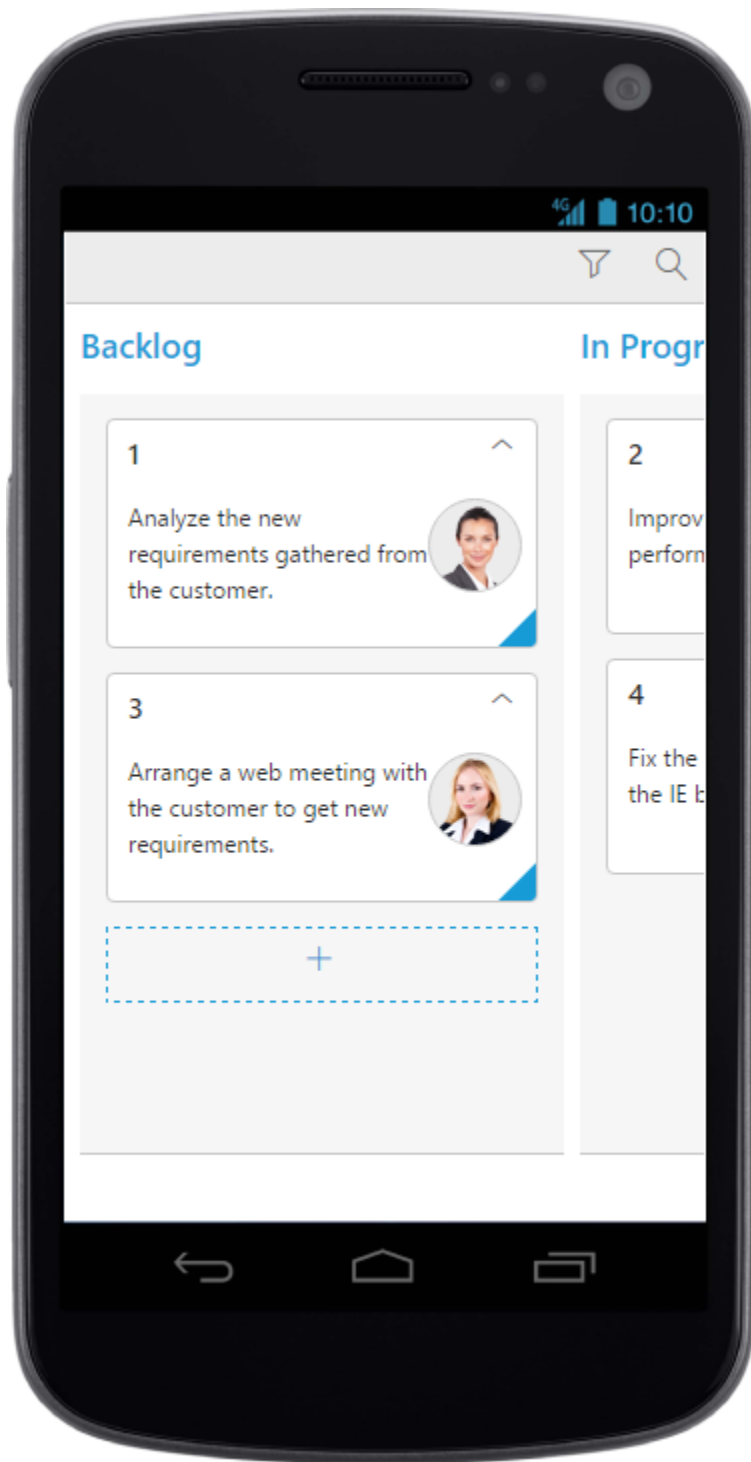 4G 10:10
Backlog
In Progr
1
Analyze the new
requirements gathered from
the customer.
3
Arrange a web meeting with
the customer to get new
requirements.
+
2
Improv
perform
4
Fix the
the IE b